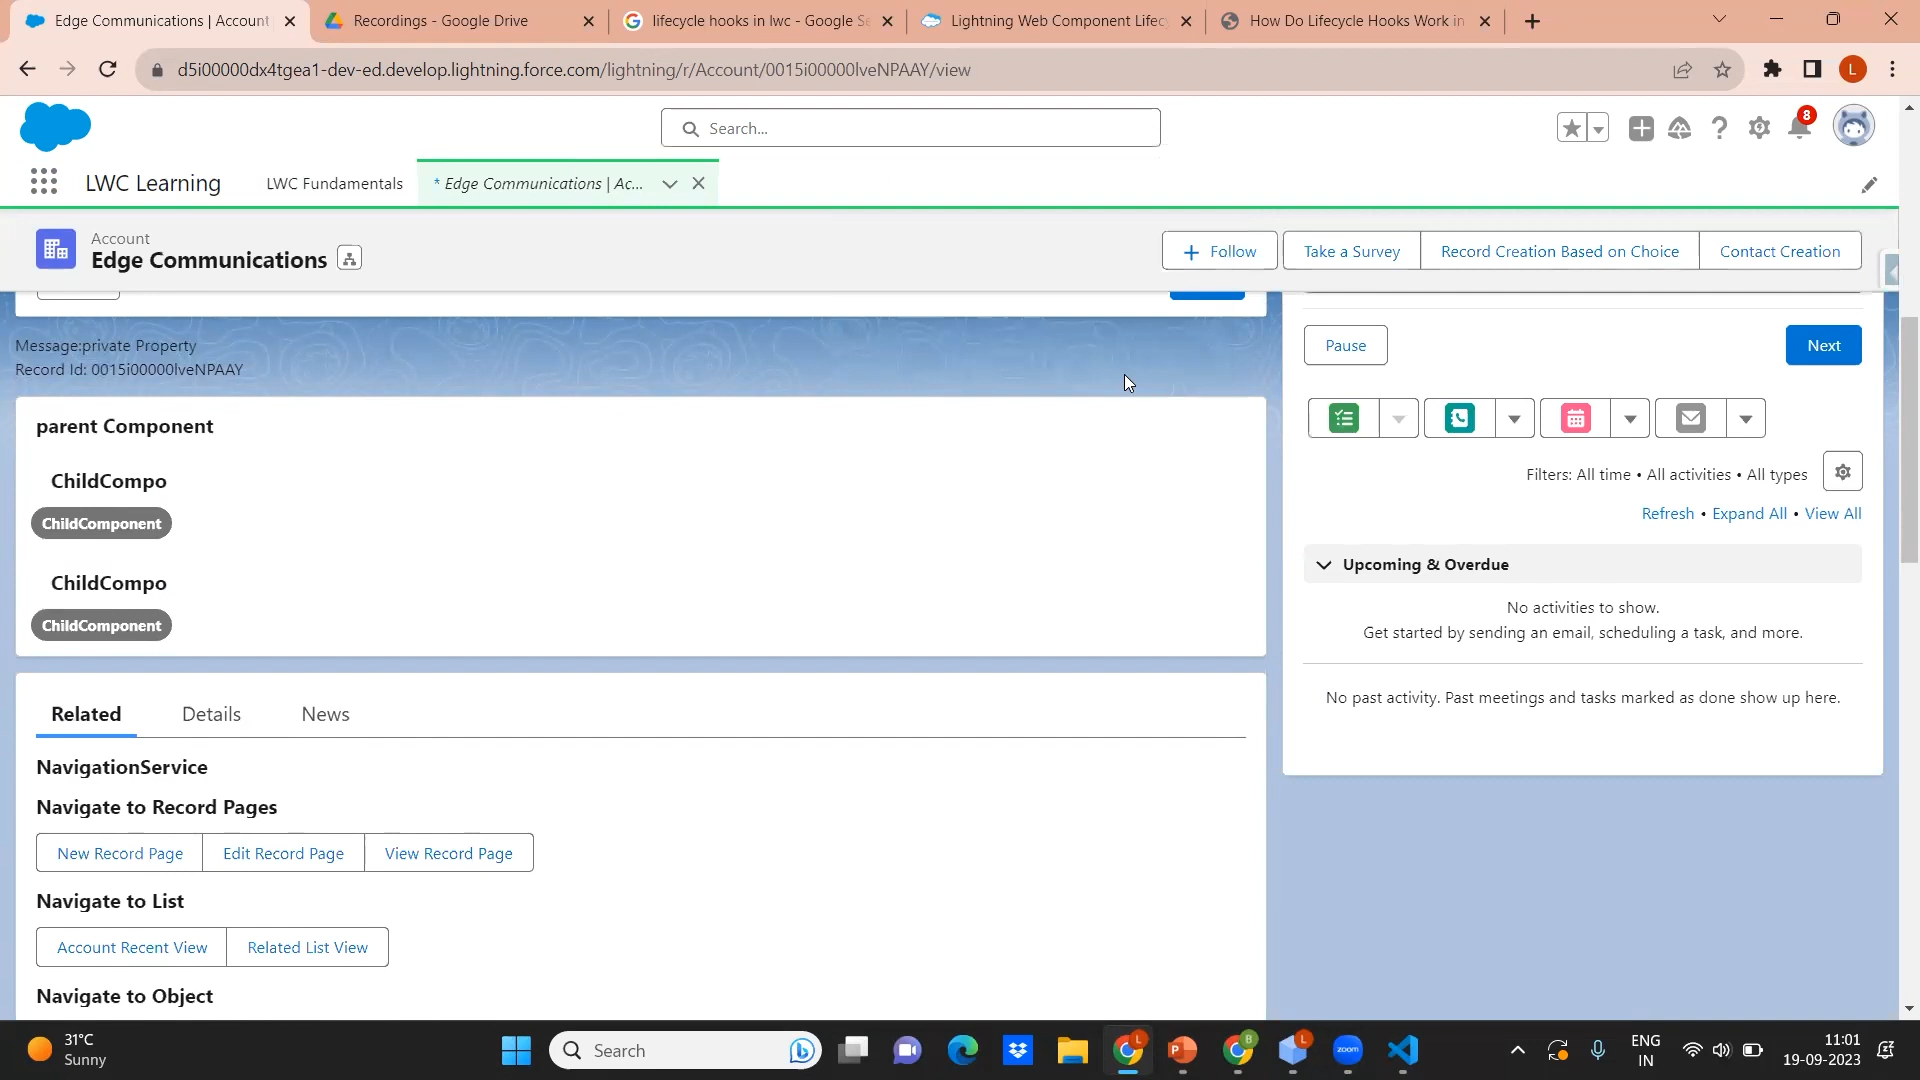 Edge Communications | Account
Recordings - Google Drive
lifecycle hooks in lwc - Google Se
Lightning Web Component Lifec
How Do Lifecycle Hooks Work in
d5i00000dx4tgea1-dev-ed.develop.lightning.force.com/lightning/r/Account/0015i00000lveNPAAY/view
L
Search...
8
LWC Learning
LWC Fundamentals
* Edge Communications | Ac...
Account
Edge Communications
Follow
Take a Survey
Record Creation Based on Choice
Contact Creation
Message:private Property
Record Id: 0015i00000lveNPAAY
parent Component
ChildCompo
ChildComponent
ChildCompo
ChildComponent
Related
Details
News
NavigationService
Navigate to Record Pages
New Record Page
Edit Record Page
View Record Page
Navigate to List
Account Recent View
Related List View
Navigate to Object
Pause
Next
Filters: All time • All activities • All types
Refresh • Expand All • View All
Upcoming & Overdue
No activities to show.
Get started by sending an email, scheduling a task, and more.
No past activity. Past meetings and tasks marked as done show up here.
31°C
Sunny
Search
L
B
L
zoom
ENG
IN
11:01
19-09-2023